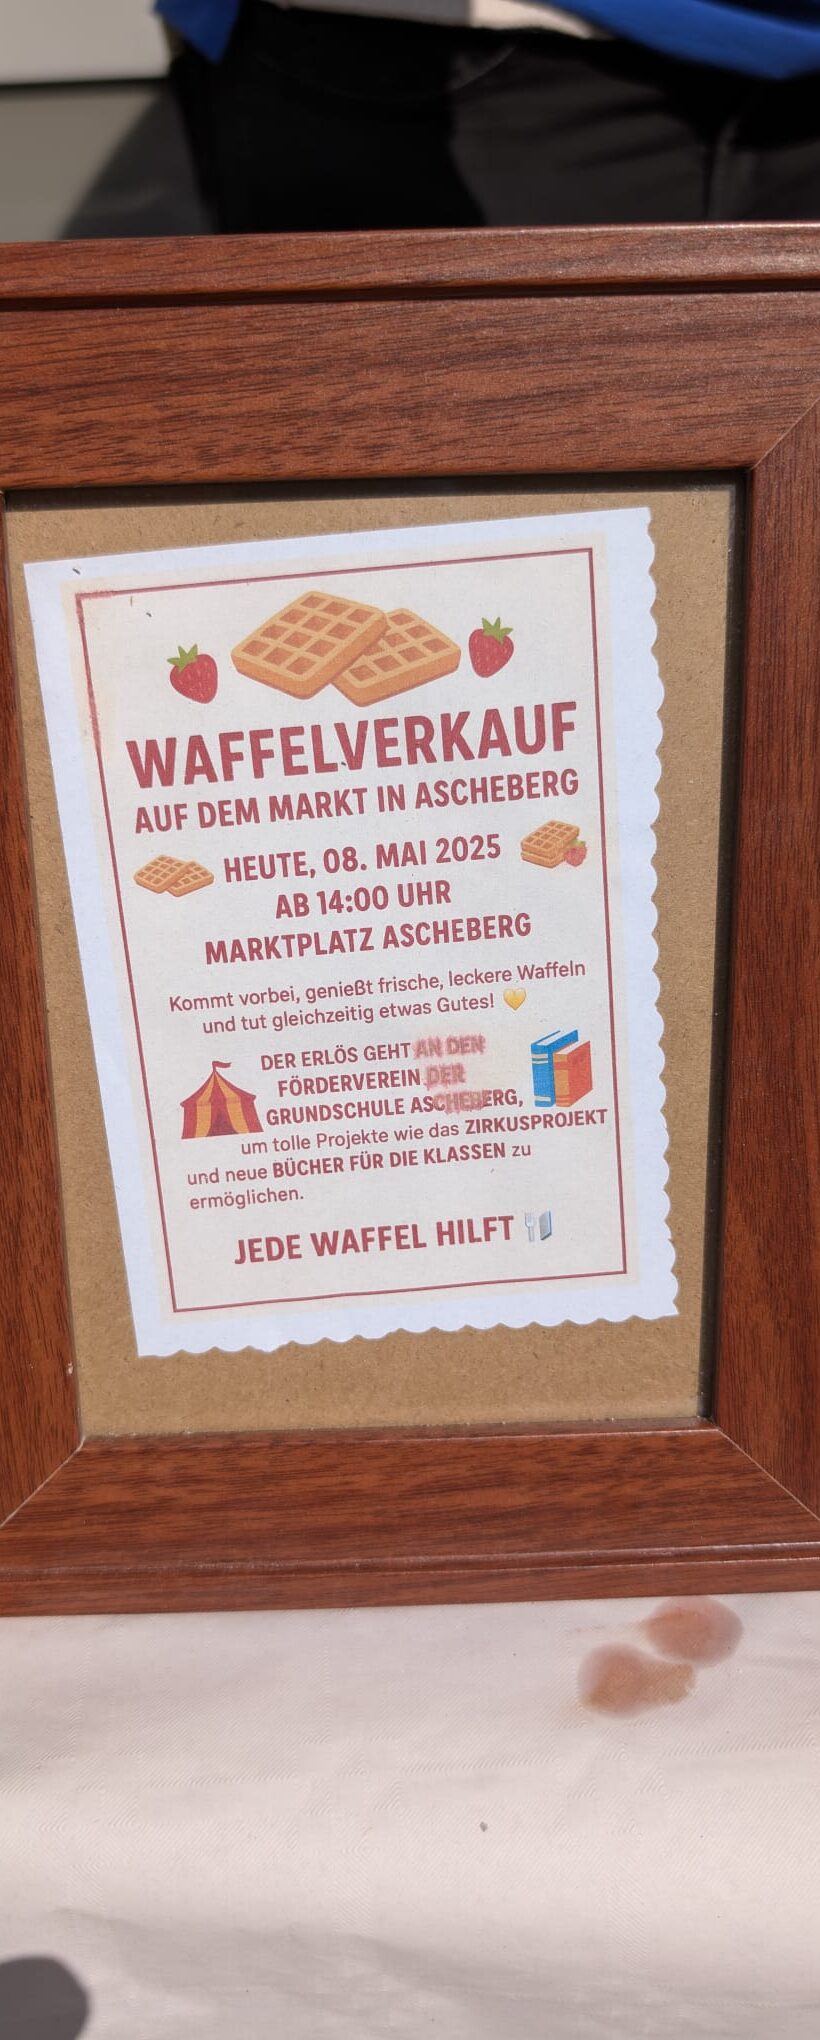 WAFFELVERKAUF
AUF DEM MARKT IN ASCHEBERG
HEUTE, 08. MAI 2025
AB 14:00 UHR
MARKTPLATZ ASCHEBERG
Kommt vorbei, genießt frische, leckere Waffeln
und tut gleichzeitig etwas Gutes! 💛
DER ERLÖS GEHT AN DEN
FÖRDERVEREIN DER
GRUNDSCHULE ASCHEBERG,
um tolle Projekte wie das ZIRKUSPROJEKT
und neue BÜCHER FÜR DIE KLASSEN zu
ermöglichen.
JEDE WAFFEL HILFT